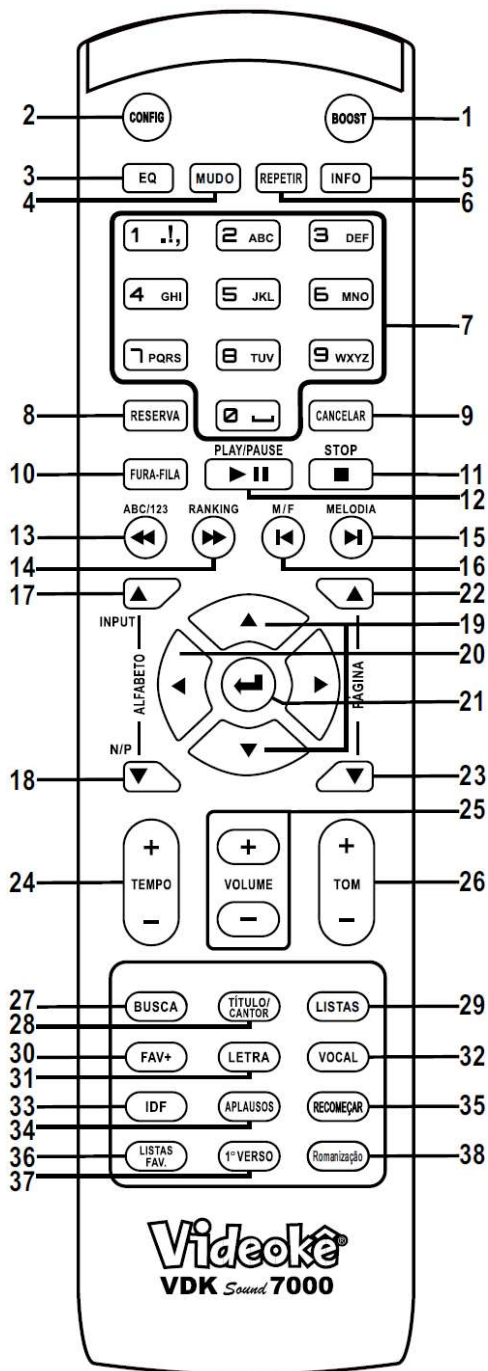 2 CONFIG BOOST 1
3 EQ MUDO REPETIR INFO 5
4 6
1 .!, 2 ABC 3 DEF
4 GHI 5 JKL 6 MNO 7
7 PQRS 8 TUV 9 WXYZ
8 RESERVA 0 CANCELAR 9
PLAY/PAUSE STOP
10 FURA-FILA 11
12
ABC/123 RANKING M/F MELODIA
13 15
14 16
17 22
INPUT 19
ALFABETO PÁGINA 20
21
N/P
18 23
25
+ + +
24 TEMPO VOLUME TOM 26
- - -
27 BUSCA TÍTULO/ LISTAS 29
CANTOR
28
30 FAV+ LETRA VOCAL 32
31
33 IDF APLAUSOS RECOMEÇAR 35
34
36 LISTAS 1º VERSO Romanização 38
FAV.
37
Videokê®
VDK Sound 7000